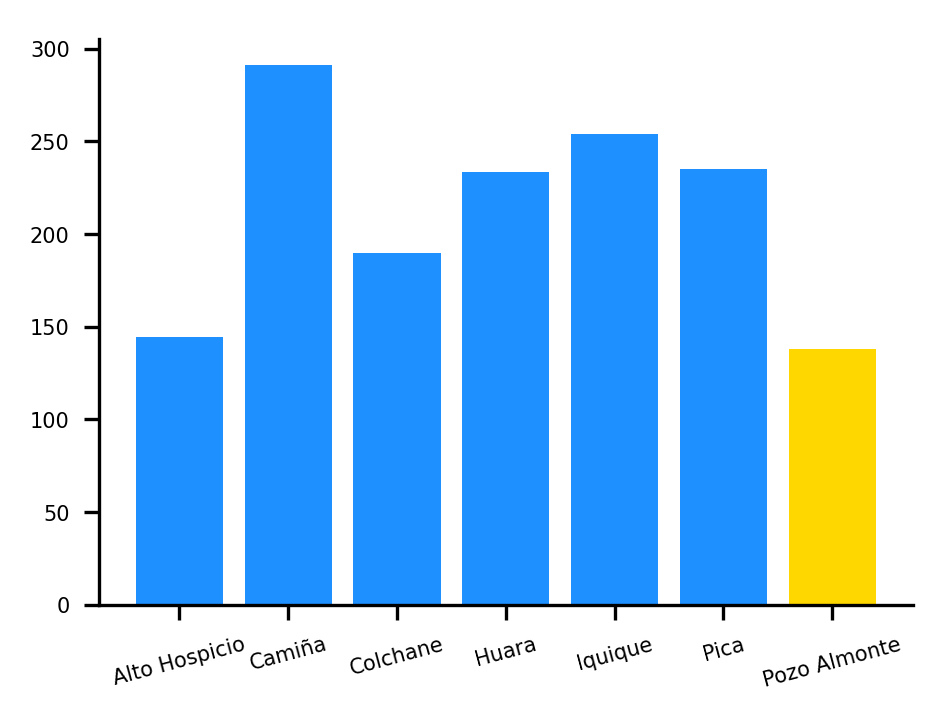 300
250
200
150
100
50
0
Alto Hospicio
Camiña
Colchane
Huara
Iquique
Pica
Pozo Almonte